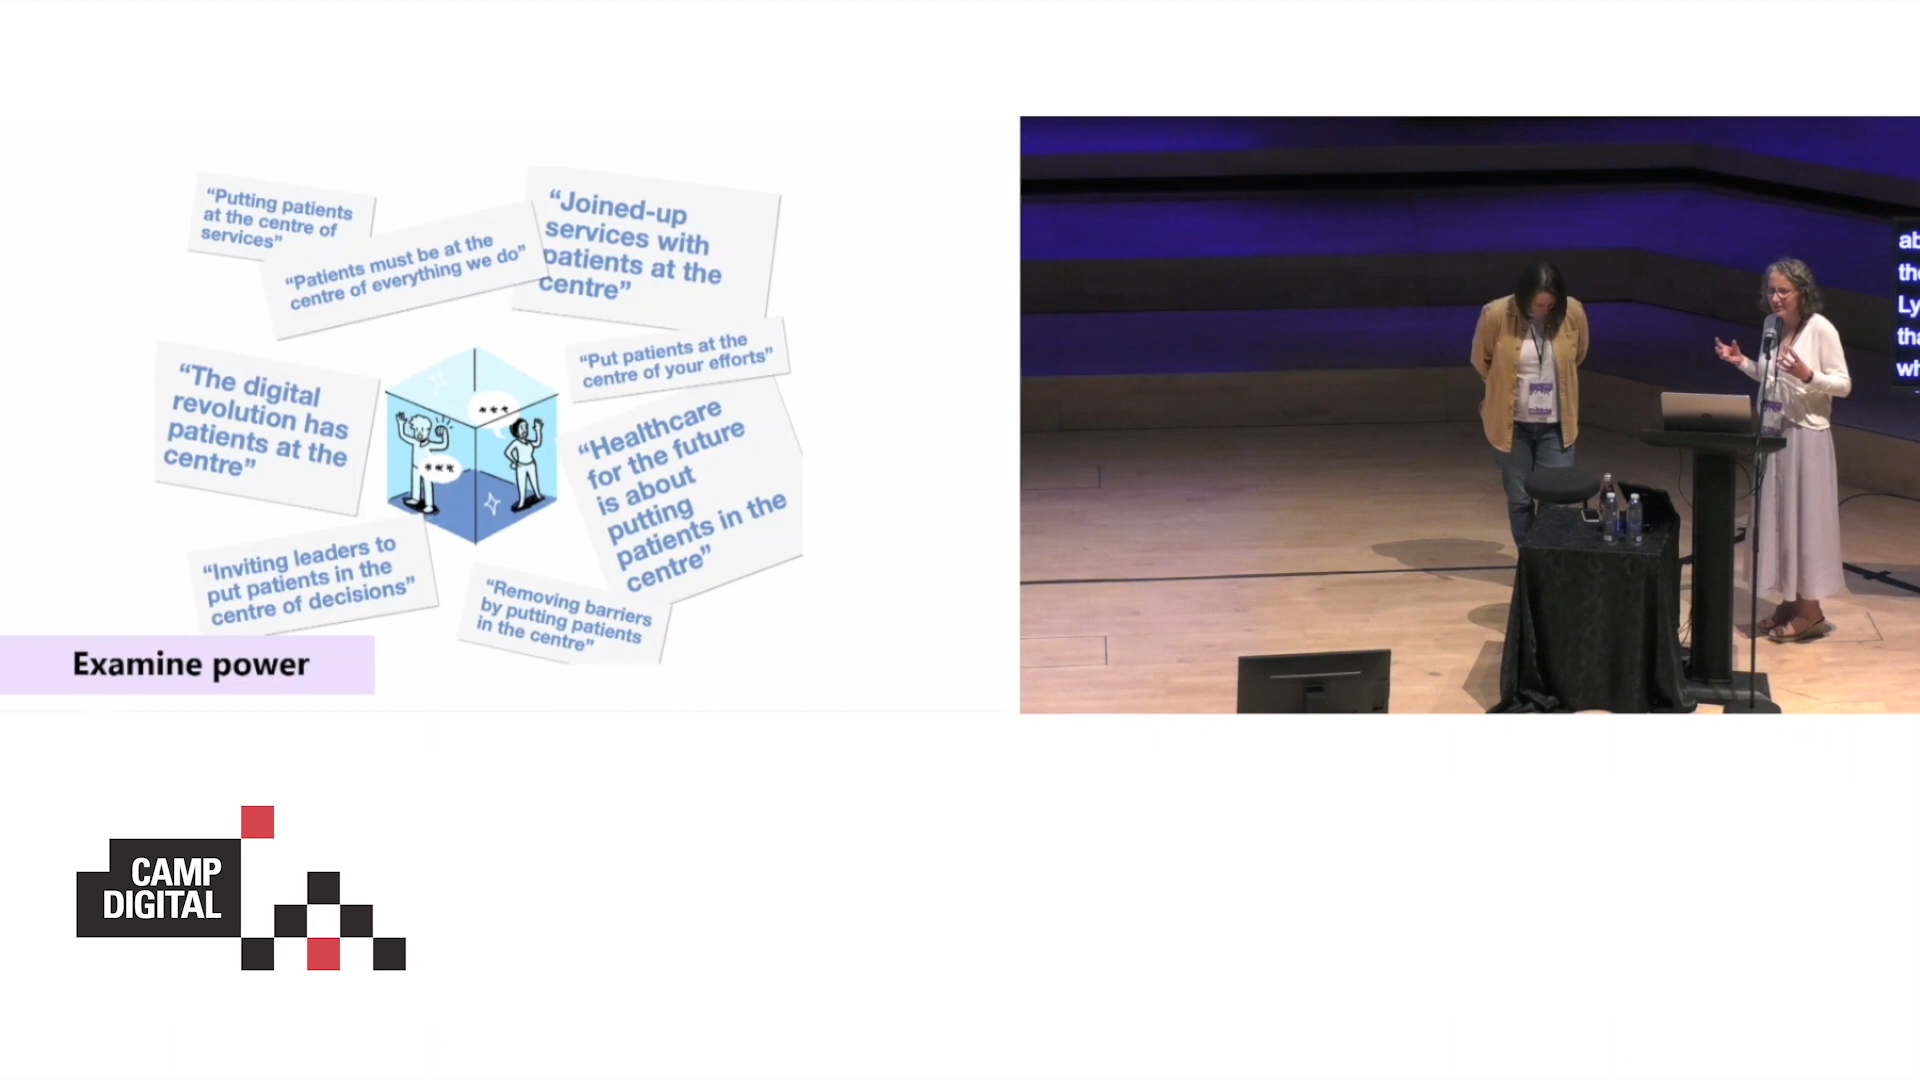 “Putting patients
at the centre of
services”
“Patients must be at the
centre of everything we do”
“Joined-up
services with
patients at the
centre”
“Put patients at the
centre of your efforts”
“The digital
revolution has
patients at the
centre”
***
***
“Healthcare
for the future
is about
putting
patients in the
centre”
“Inviting leaders to
put patients in the
centre of decisions”
“Removing barriers
by putting patients
in the centre”
Examine power
CAMP
DIGITAL